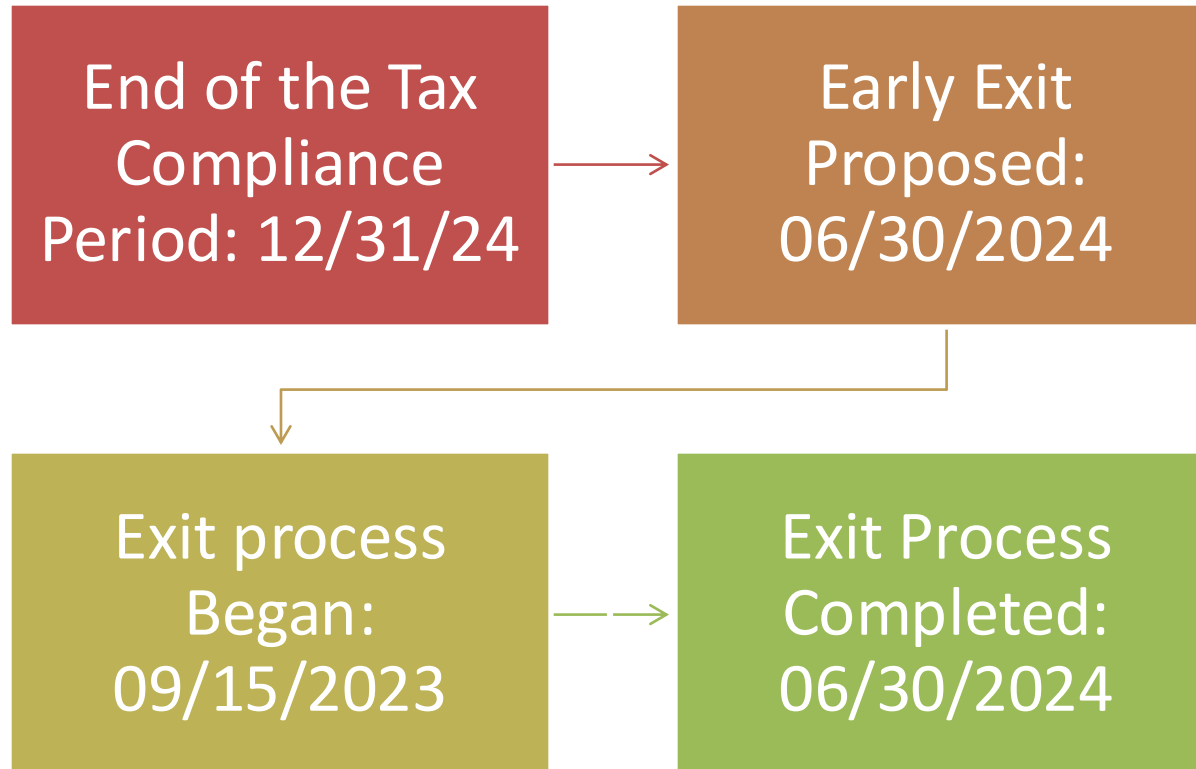 End of the Tax
Compliance
Period: 12/31/24
Early Exit
Proposed:
06/30/2024
Exit process
Began:
09/15/2023
Exit Process
Completed:
06/30/2024